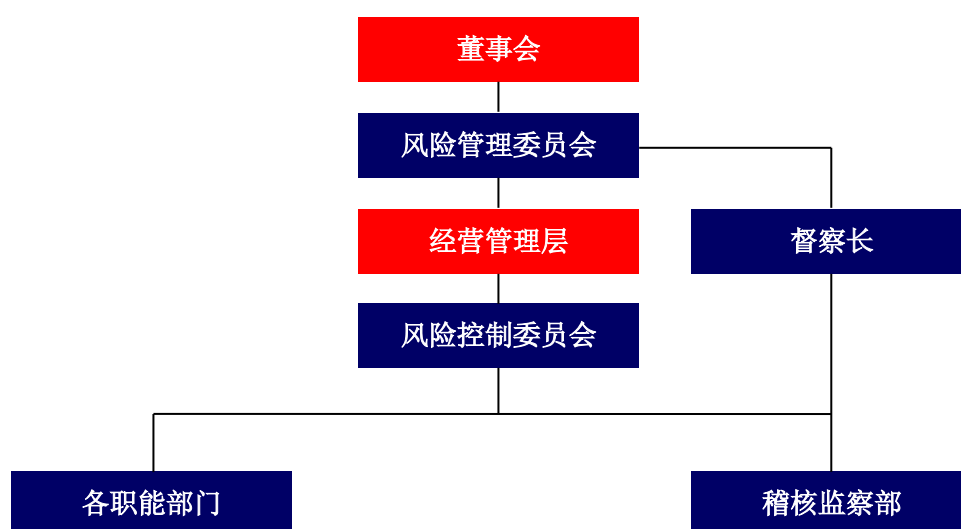 董事会
风险管理委员会
经营管理层
督察长
风险控制委员会
各职能部门
稽核监察部